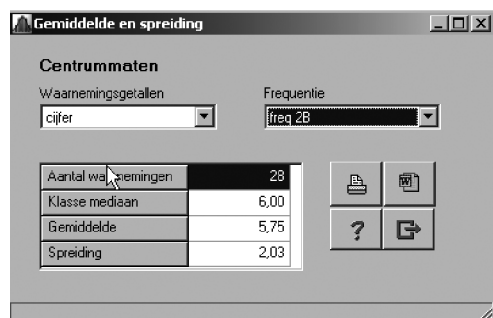 Gemiddelde en spreiding
Centrummaten
Waarnemingsgetallen Frequentie
cijfer freq 2B
Aantal waarnemingen 28
Klasse mediaan 6,00
Gemiddelde 5,75
Spreiding 2,03
?